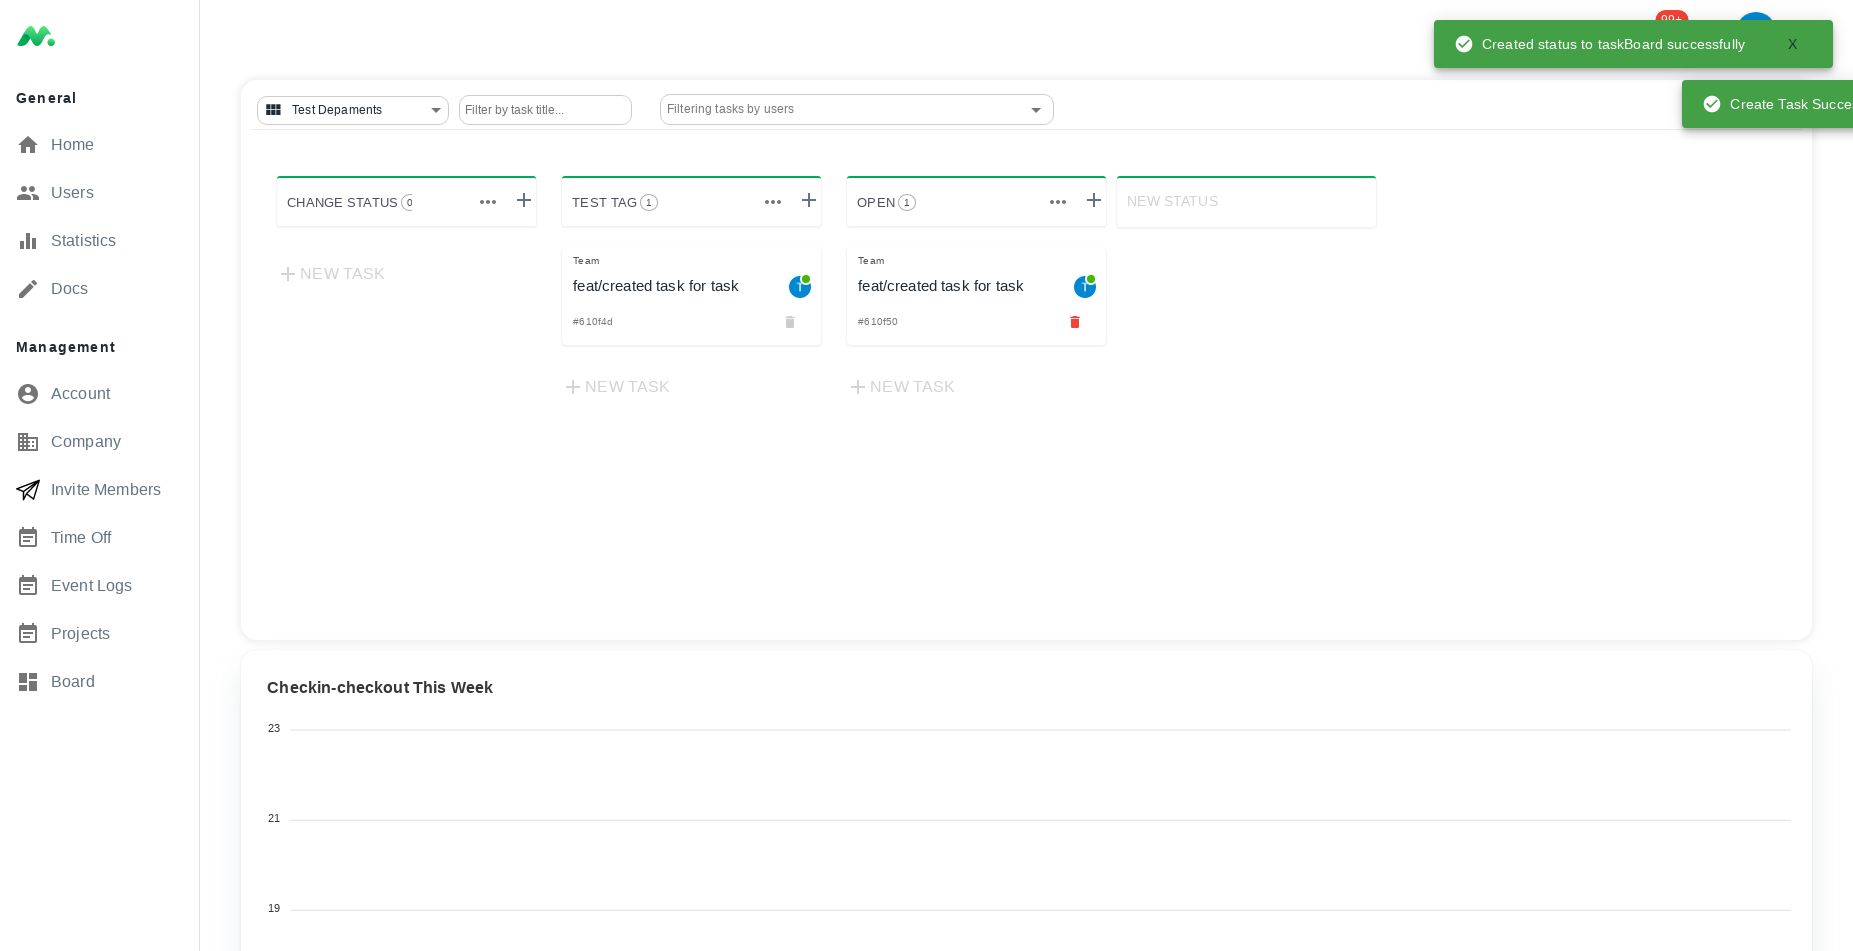 99+
Created status to taskBoard successfully X
Create Task Succes
General
Home
Users
Statistics
Docs
Management
Account
Company
Invite Members
Time Off
Event Logs
Projects
Board
Test Depaments
Filter by task title...
Filtering tasks by users
CHANGE STATUS 0
NEW TASK
TEST TAG 1
Team
feat/created task for task
T
#610f4d
NEW TASK
OPEN 1
Team
feat/created task for task
T
#610f50
NEW TASK
NEW STATUS
Checkin-checkout This Week
23
21
19